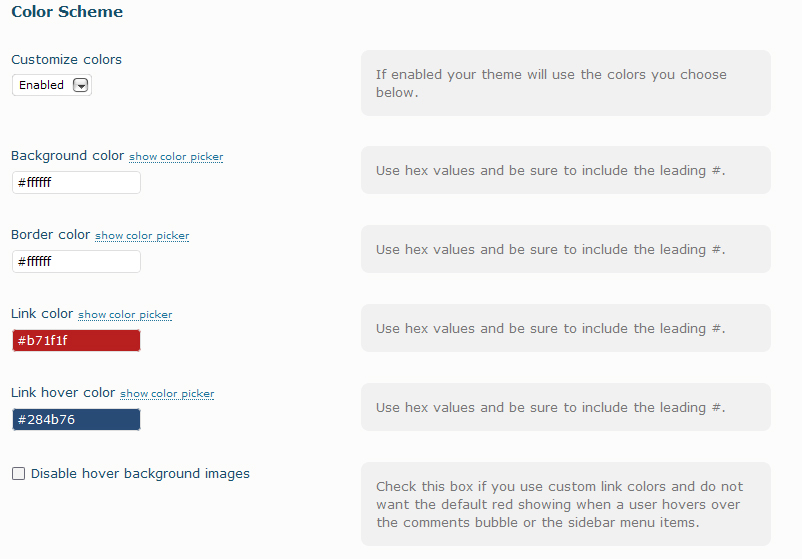 Color Scheme
Customize colors
Enabled
If enabled your theme will use the colors you choose
below.
Background color show color picker
#ffffff
Use hex values and be sure to include the leading #.
Border color show color picker
#ffffff
Use hex values and be sure to include the leading #.
Link color show color picker
#b71f1f
Use hex values and be sure to include the leading #.
Link hover color show color picker
#284b76
Use hex values and be sure to include the leading #.
Disable hover background images
Check this box if you use custom link colors and do not
want the default red showing when a user hovers over
the comments bubble or the sidebar menu items.